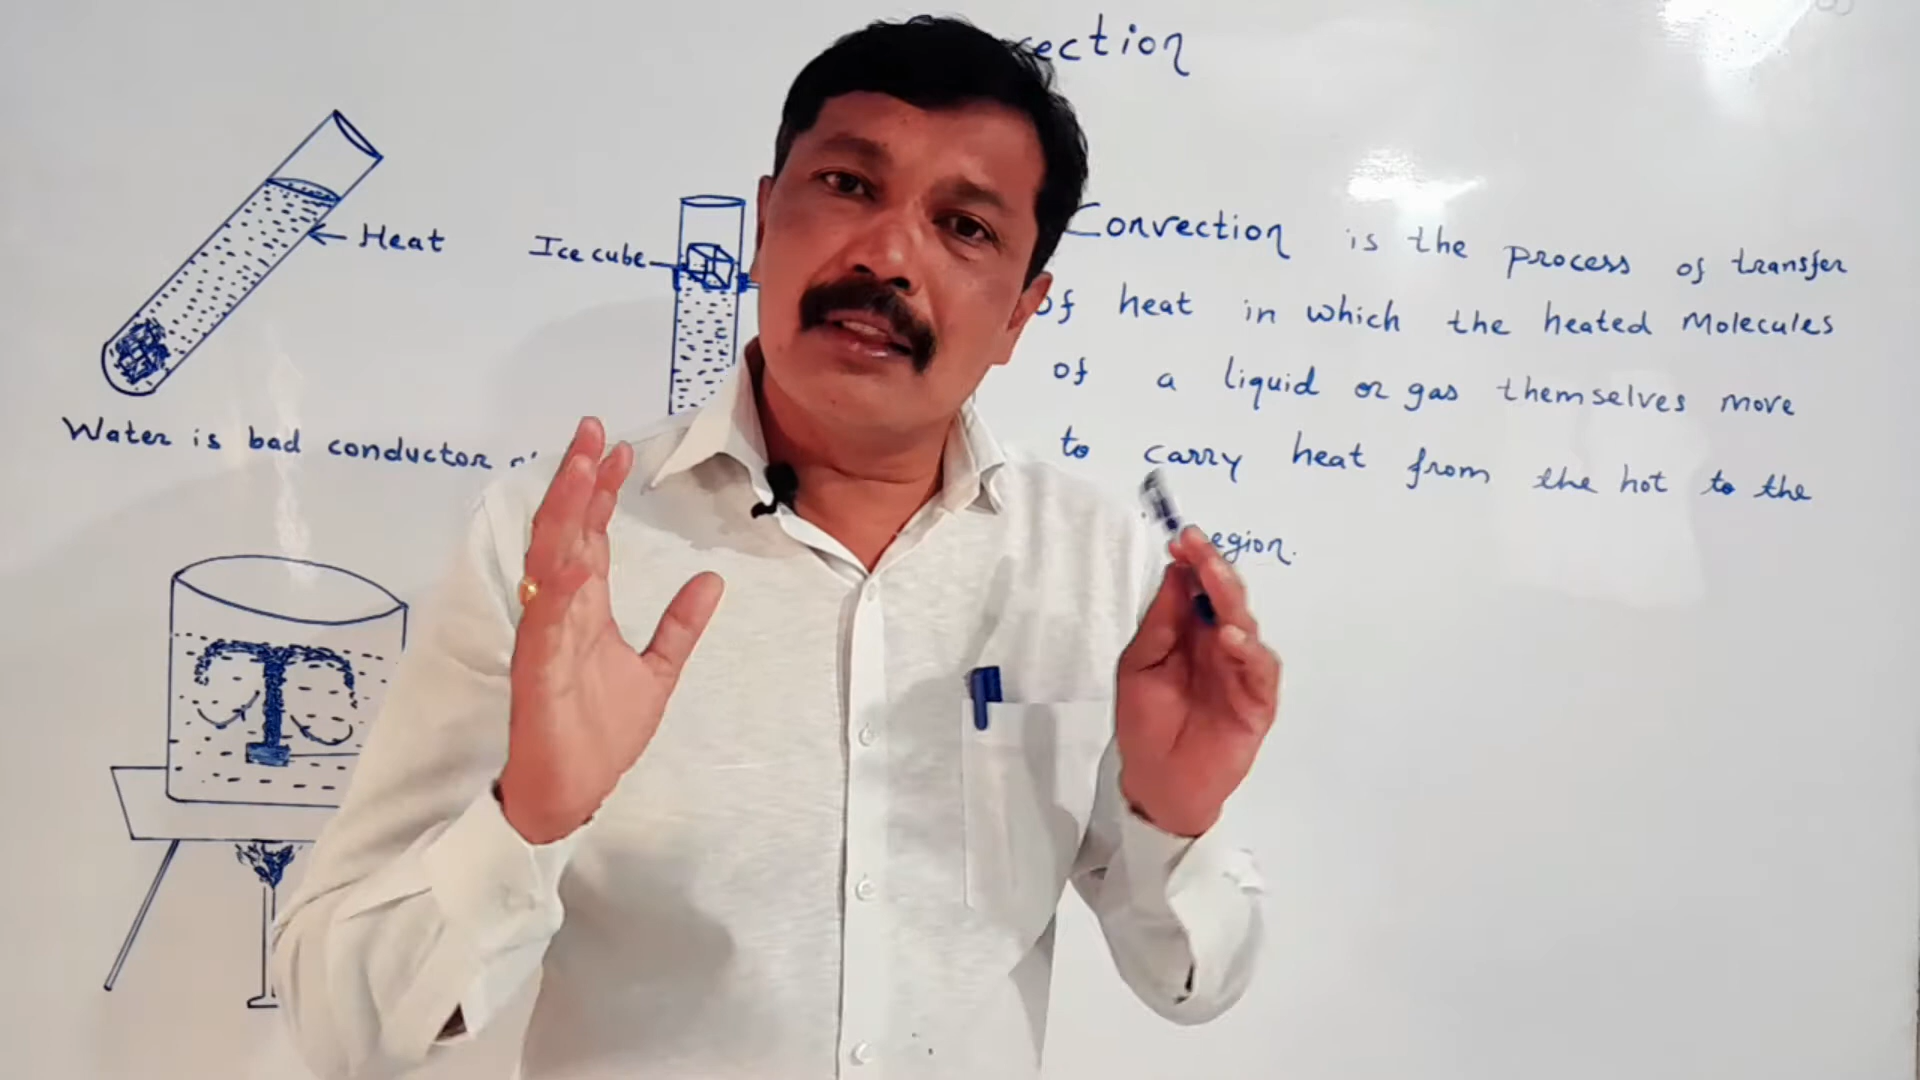 ection
Heat
Ice cube
Convection is the process of transfer
of heat in which the heated Molecules
of a liquid or gas themselves move
to carry heat from the hot to the
egion.
Water is bad conductor